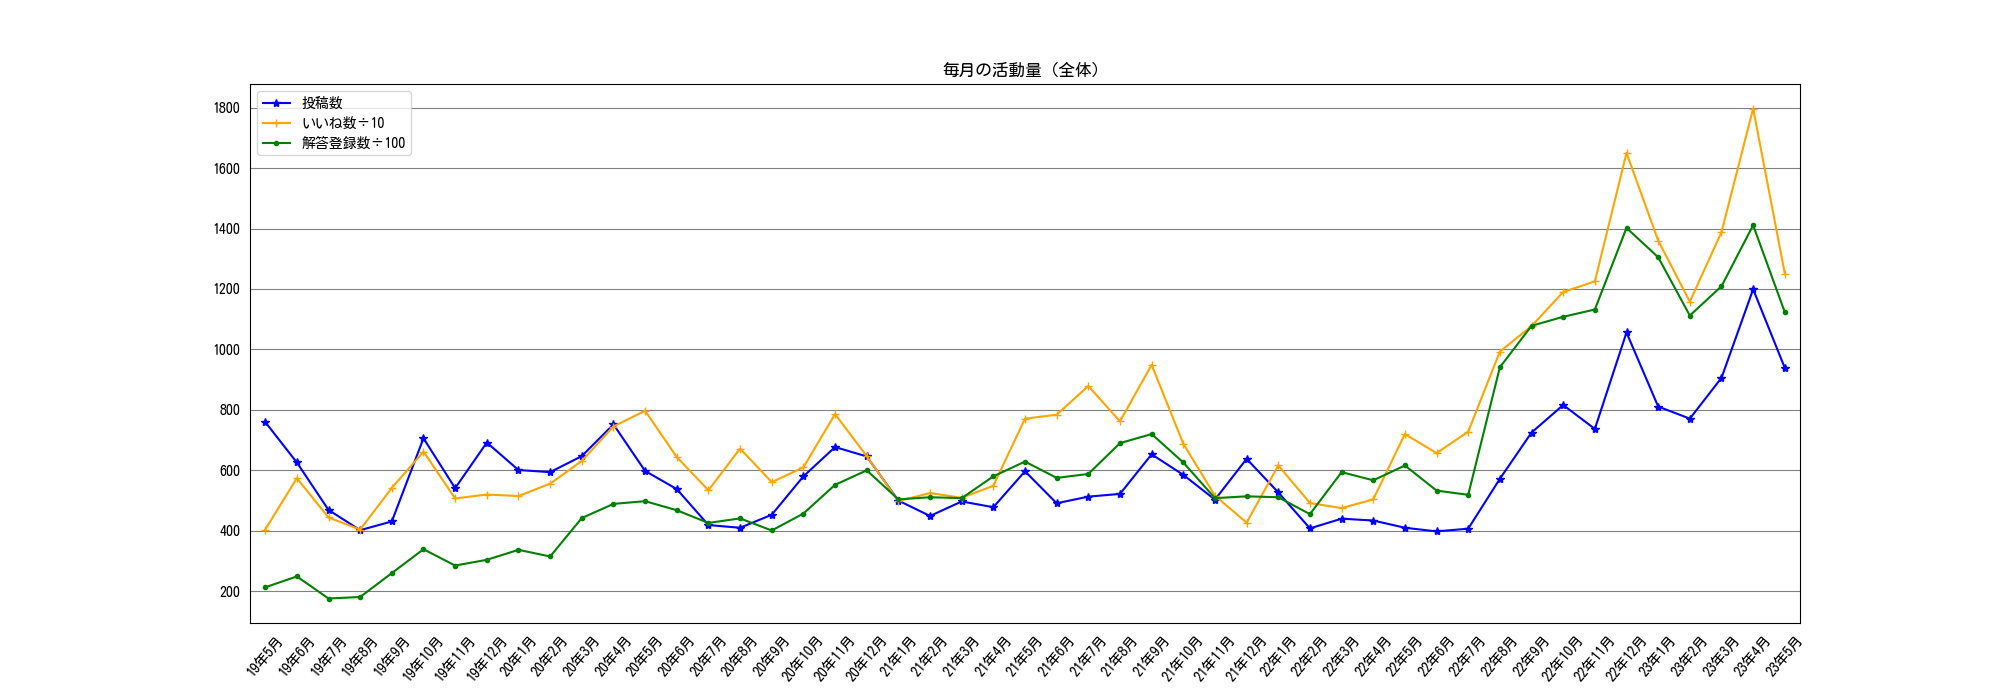 毎月の活動量（全体）
投稿数
いいね数÷10
解答登録数÷100
1800
1600
1400
1200
1000
800
600
400
200
19年5月
19年6月
19年7月
19年8月
19年9月
19年10月
19年11月
19年12月
20年1月
20年2月
20年3月
20年4月
20年5月
20年6月
20年7月
20年8月
20年9月
20年10月
20年11月
20年12月
21年1月
21年2月
21年3月
21年4月
21年5月
21年6月
21年7月
21年8月
21年9月
21年10月
21年11月
21年12月
22年1月
22年2月
22年3月
22年4月
22年5月
22年6月
22年7月
22年8月
22年9月
22年10月
22年11月
22年12月
23年1月
23年2月
23年3月
23年4月
23年5月